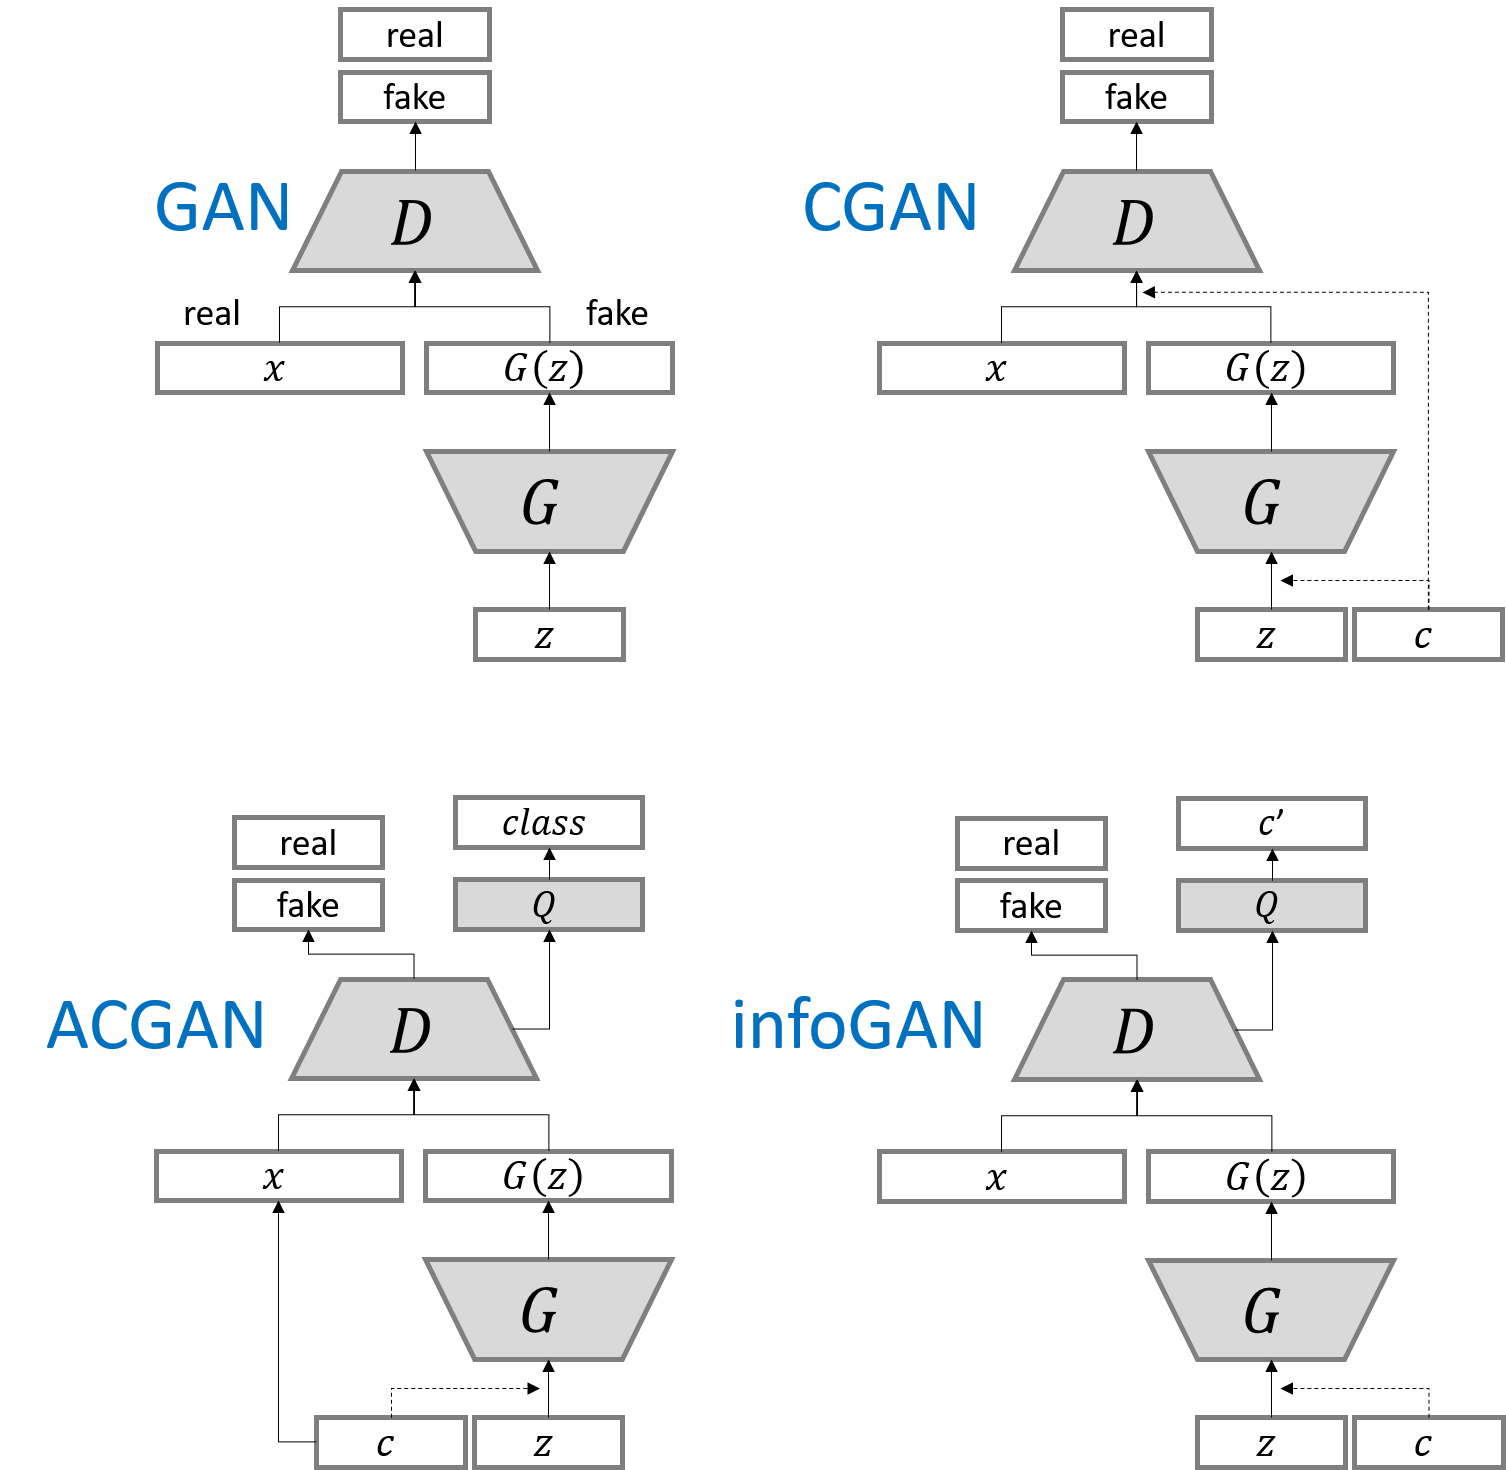 real
fake
GAN
D
real
fake
x
G(z)
G
z
real
fake
CGAN
D
x
G(z)
G
z
c
real
fake
class
Q
ACGAN
D
x
G(z)
G
c
z
real
fake
c’
Q
infoGAN
D
x
G(z)
G
z
c